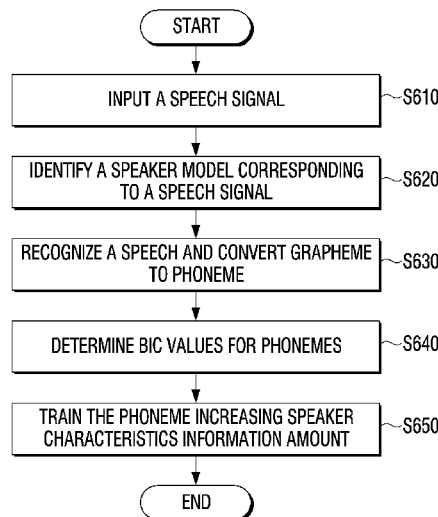 START
INPUT A SPEECH SIGNAL
S610
IDENTIFY A SPEAKER MODEL CORRESPONDING
TO A SPEECH SIGNAL
S620
RECOGNIZE A SPEECH AND CONVERT GRAPHEME
TO PHONEME
S630
DETERMINE BIC VALUES FOR PHONEMES
S640
TRAIN THE PHONEME INCREASING SPEAKER
CHARACTERISTICS INFORMATION AMOUNT
S650
END